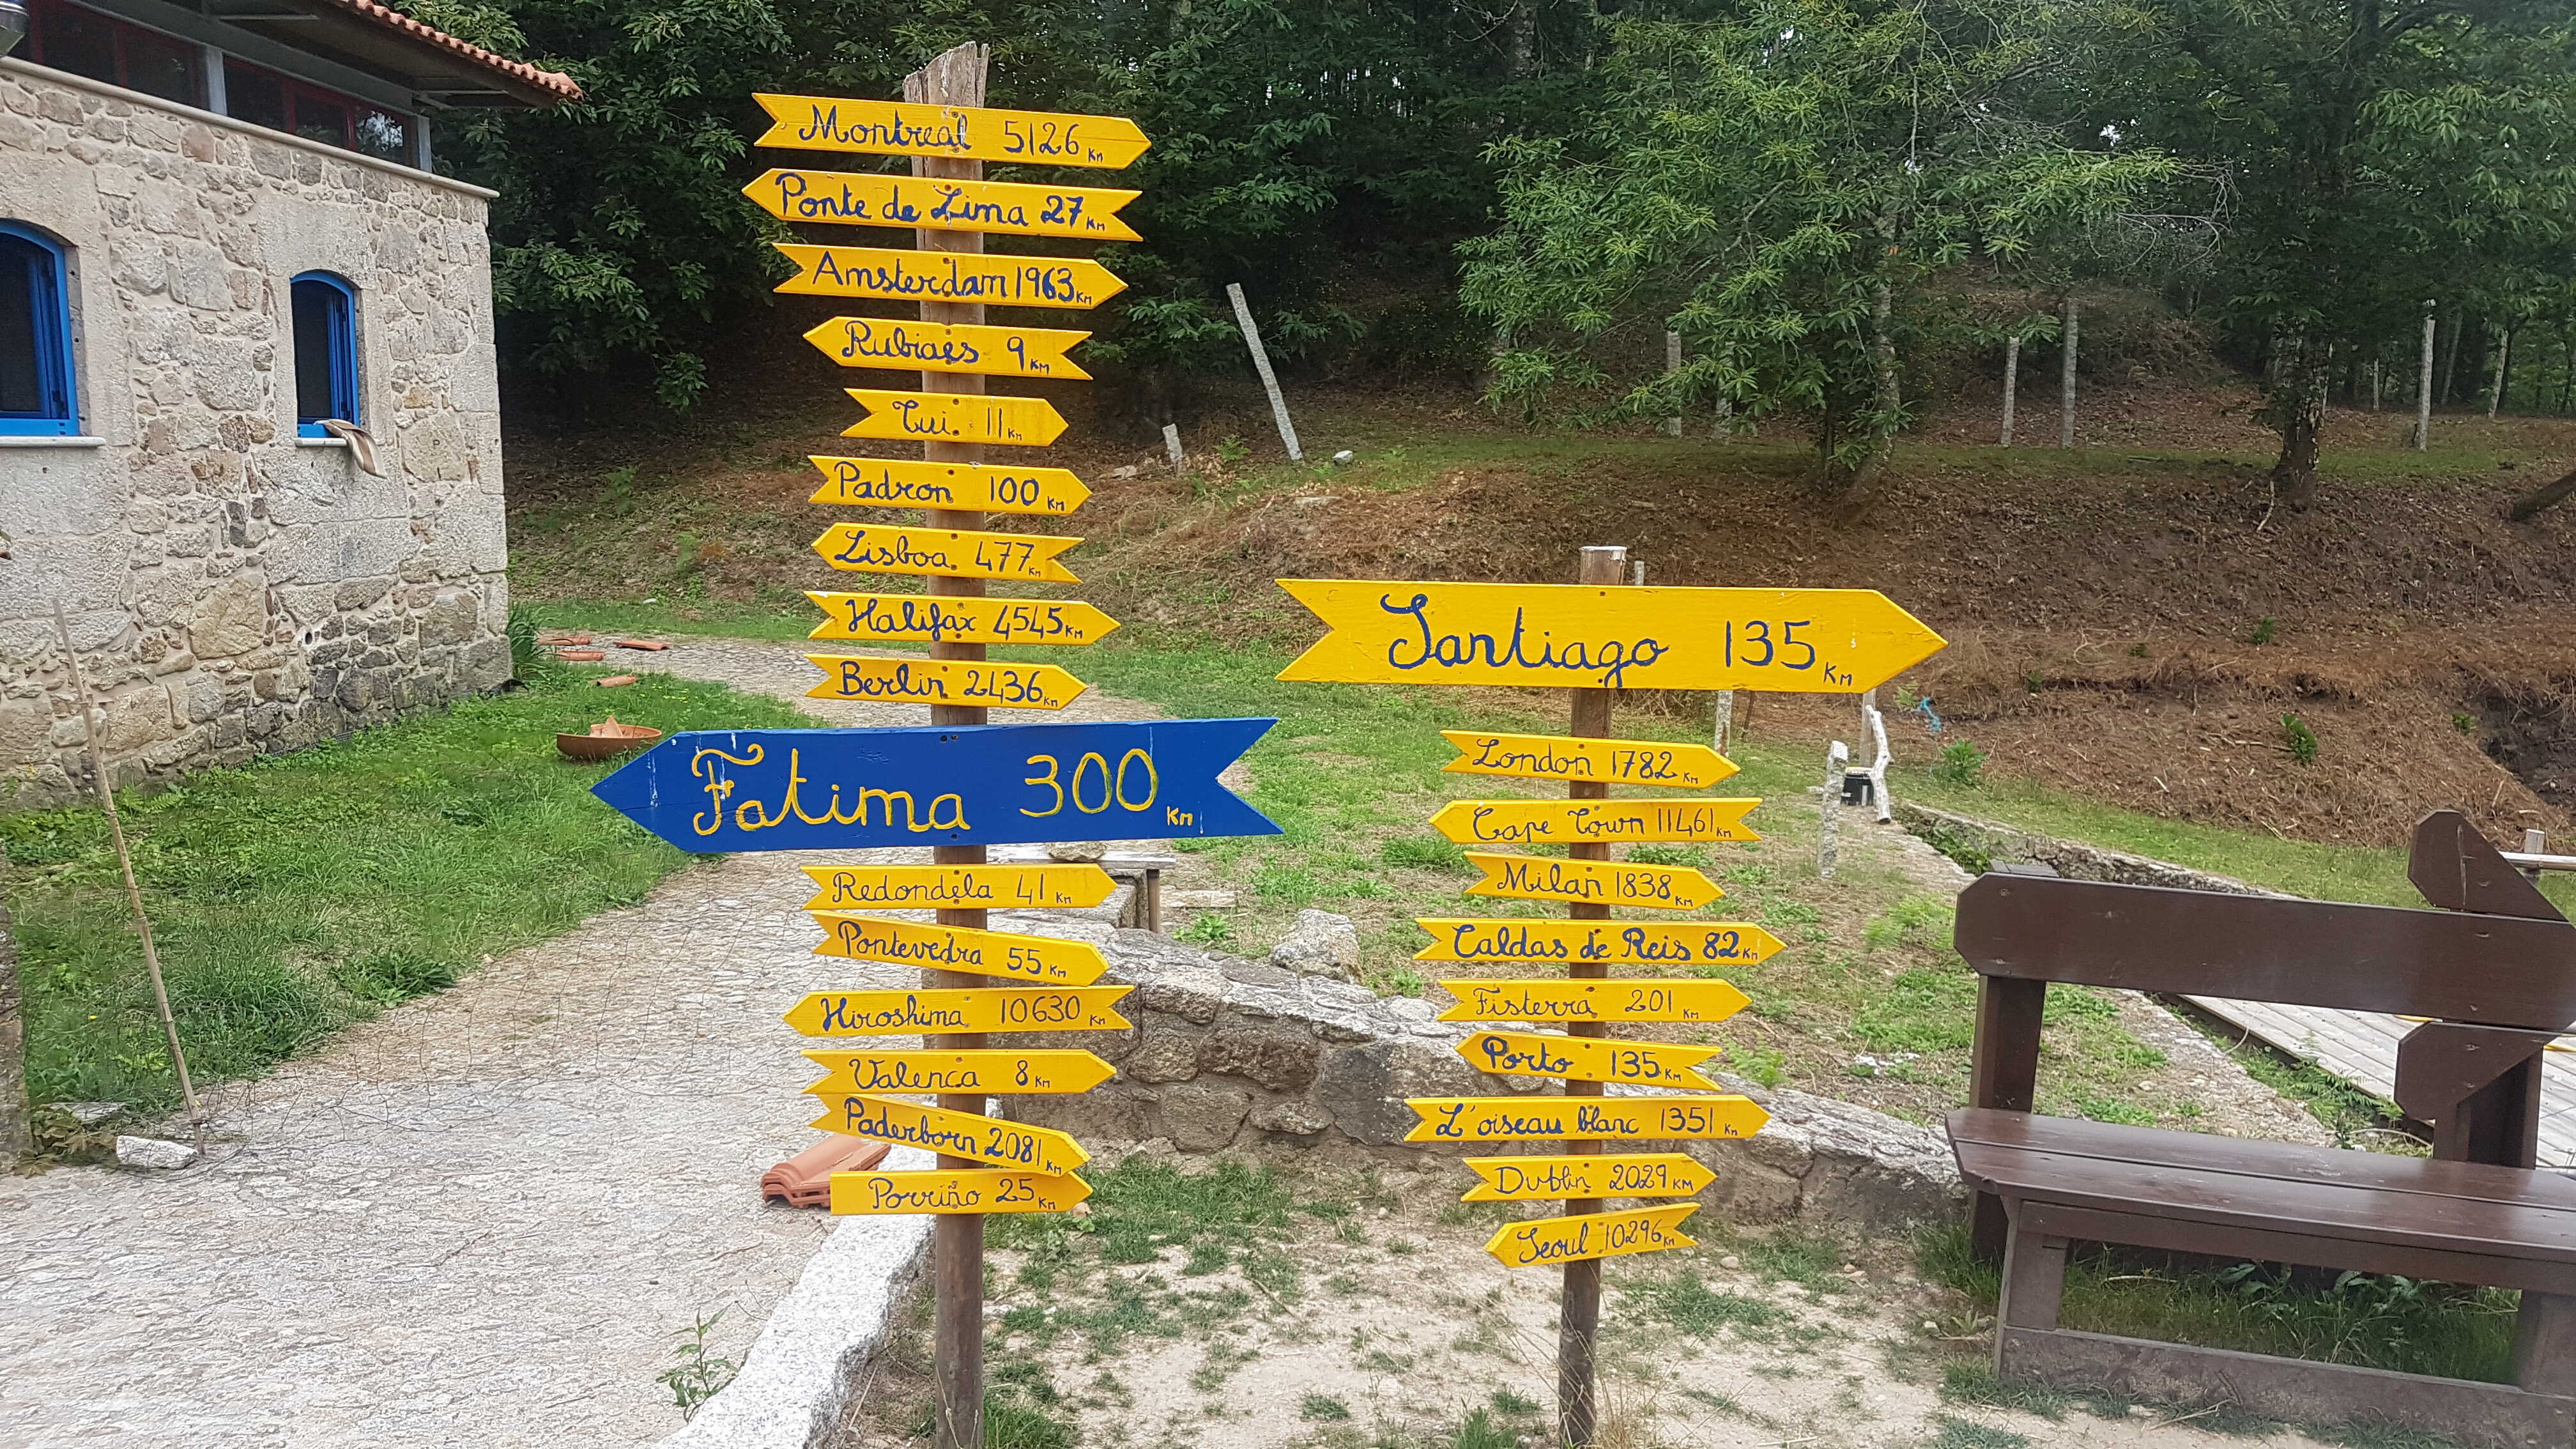 Montreal 5126 Km
Ponte de Lima 27 Km
Amsterdam 1963 Km
Rubiaes 9 Km
Tui 11 Km
Padron 100 Km
Lisboa 477 Km
Halifax 4545 Km
Berlin 2436 Km
Fatima 300 Km
Redondela 41 Km
Pontevedra 55 Km
Hiroshima 10630 Km
Valenca 8 Km
Paderborn 2081 Km
Porriño 25 Km
Santiago 135 Km
London 1782 Km
Cape Town 11461 Km
Milan 1838 Km
Caldas de Reis 82 Km
Fisterra 201 Km
Porto 135 Km
L'oiseau blanc 1351 Km
Dublin 2029 KM
Seoul 10296 Km